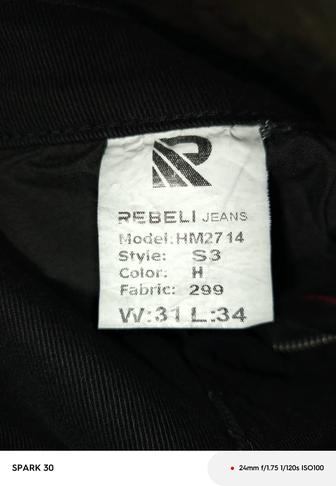 R
REBELI JEANS
Model:HM2714
Style: S3
Color: H
Fabric: 299
W:31 L:34
SPARK 30
24mm f/1.75 1/120s ISO100